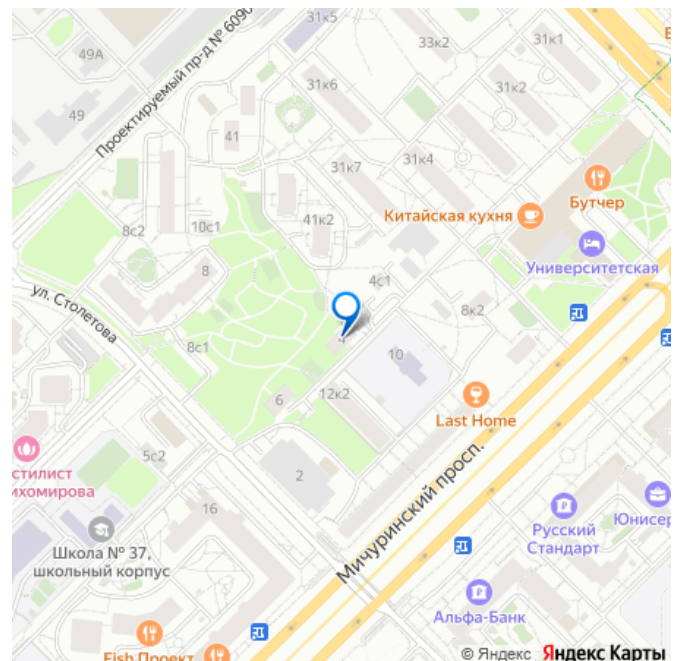 31к5
33к2
31к1
49А
Проектируемый пр-д № 6090
31к6
31к2
49
41
31к7
31к4
Бутчер
Китайская кухня
41к2
8с2
10с1
Университетская
8
4с1
ул. Столетова
8к2
8с1
4
10
12к2
6
Last Home
5с2
стилист
ихомирова
2
Мичуринский просп.
16
Юнисер
Русский
Стандарт
Школа № 37,
школьный корпус
Альфа-Банк
Fish Проект
© Яндекс Яндекс Карты